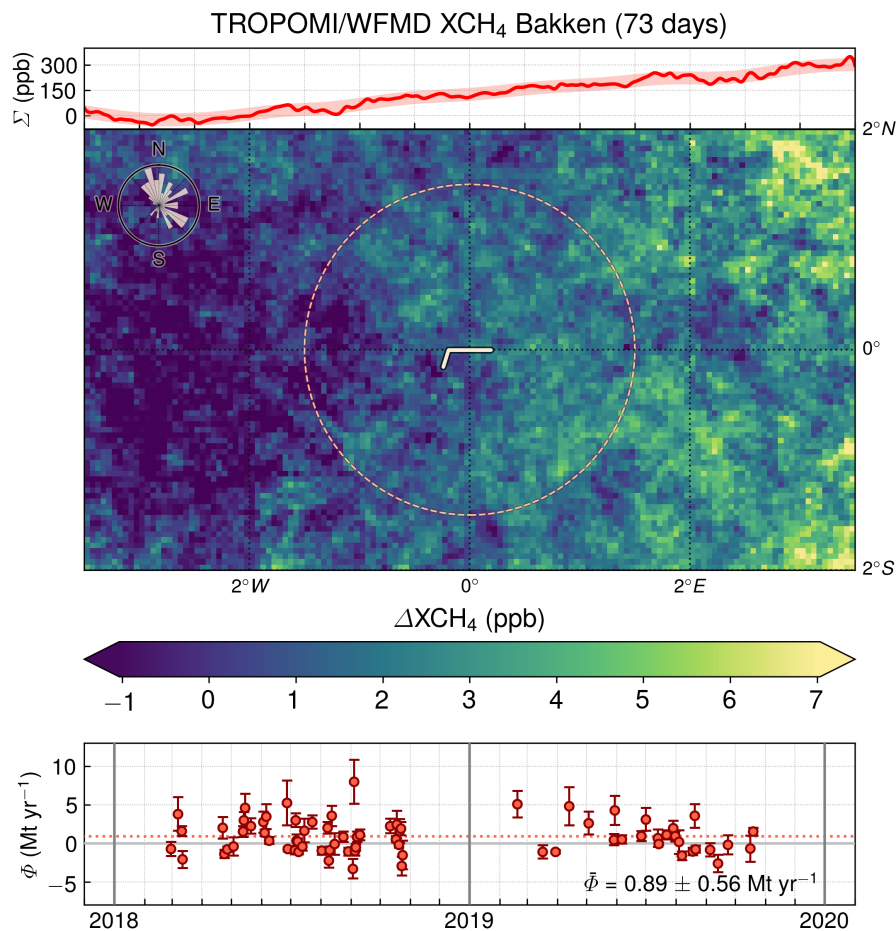 TROPOMI/WFMD XCH₄ Bakken (73 days)
Σ (ppb)
300
150
0
2°N
N
W E
S
0°
2°S
2°W 0° 2°E
ΔXCH₄ (ppb)
−1 0 1 2 3 4 5 6 7
Φ (Mt yr⁻¹)
10
5
0
−5
Φ̄ = 0.89 ± 0.56 Mt yr⁻¹
2018 2019 2020